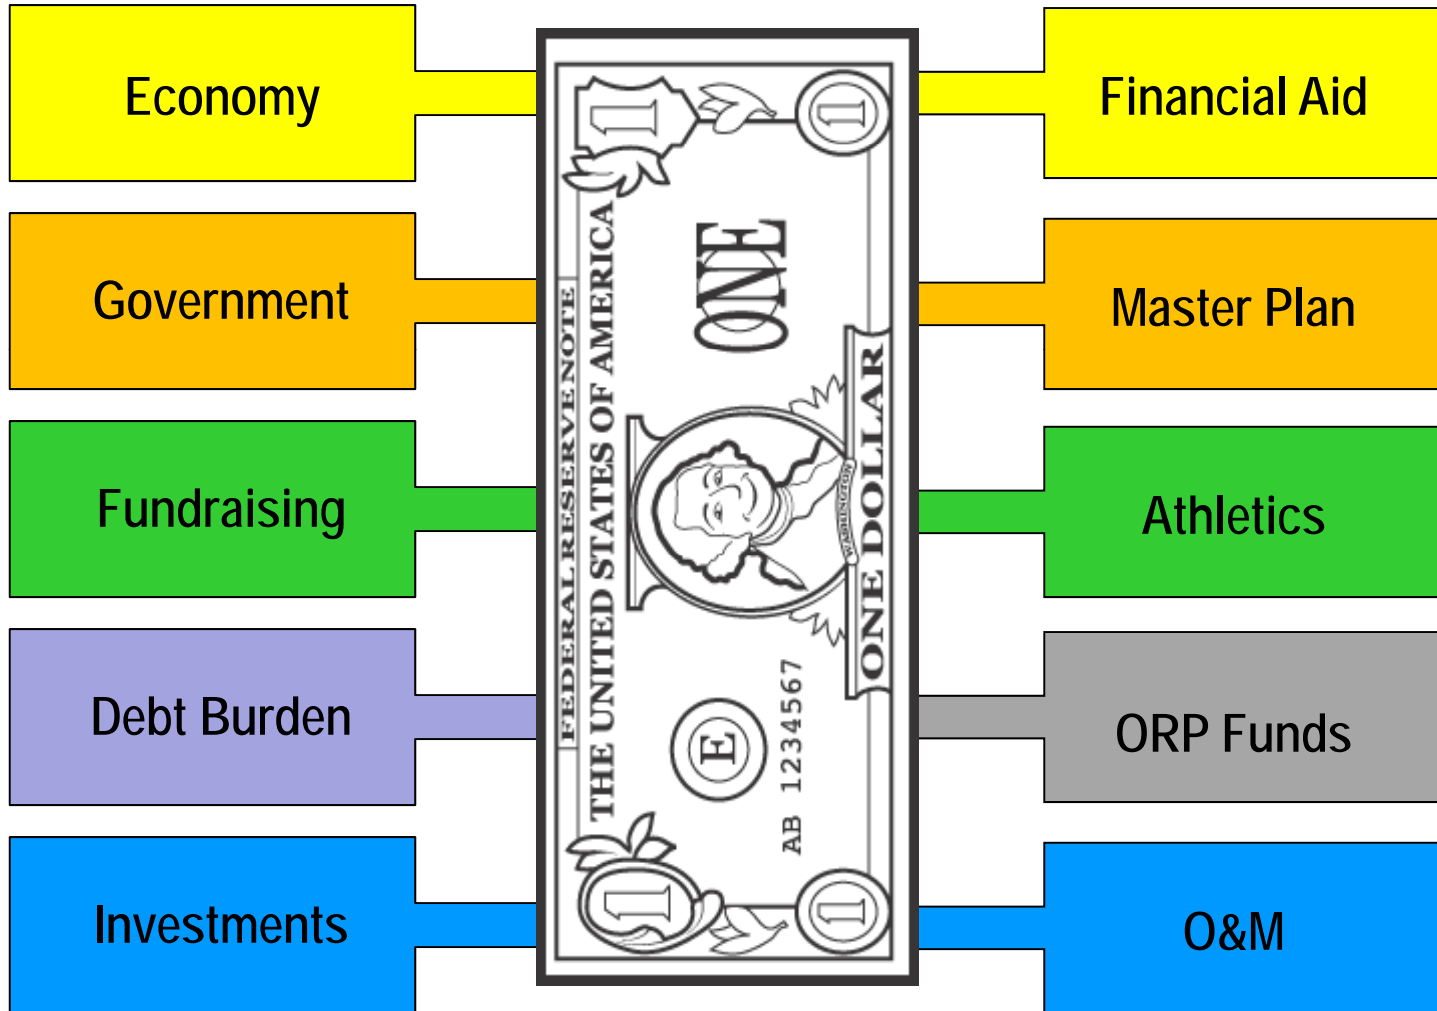 Economy
Financial Aid
Government
Master Plan
Fundraising
Athletics
Debt Burden
ORP Funds
Investments
O&M
FEDERAL RESERVE NOTE
THE UNITED STATES OF AMERICA
1
1
ONE
WASHINGTON
ONE DOLLAR
E
AB 1234567
1
1